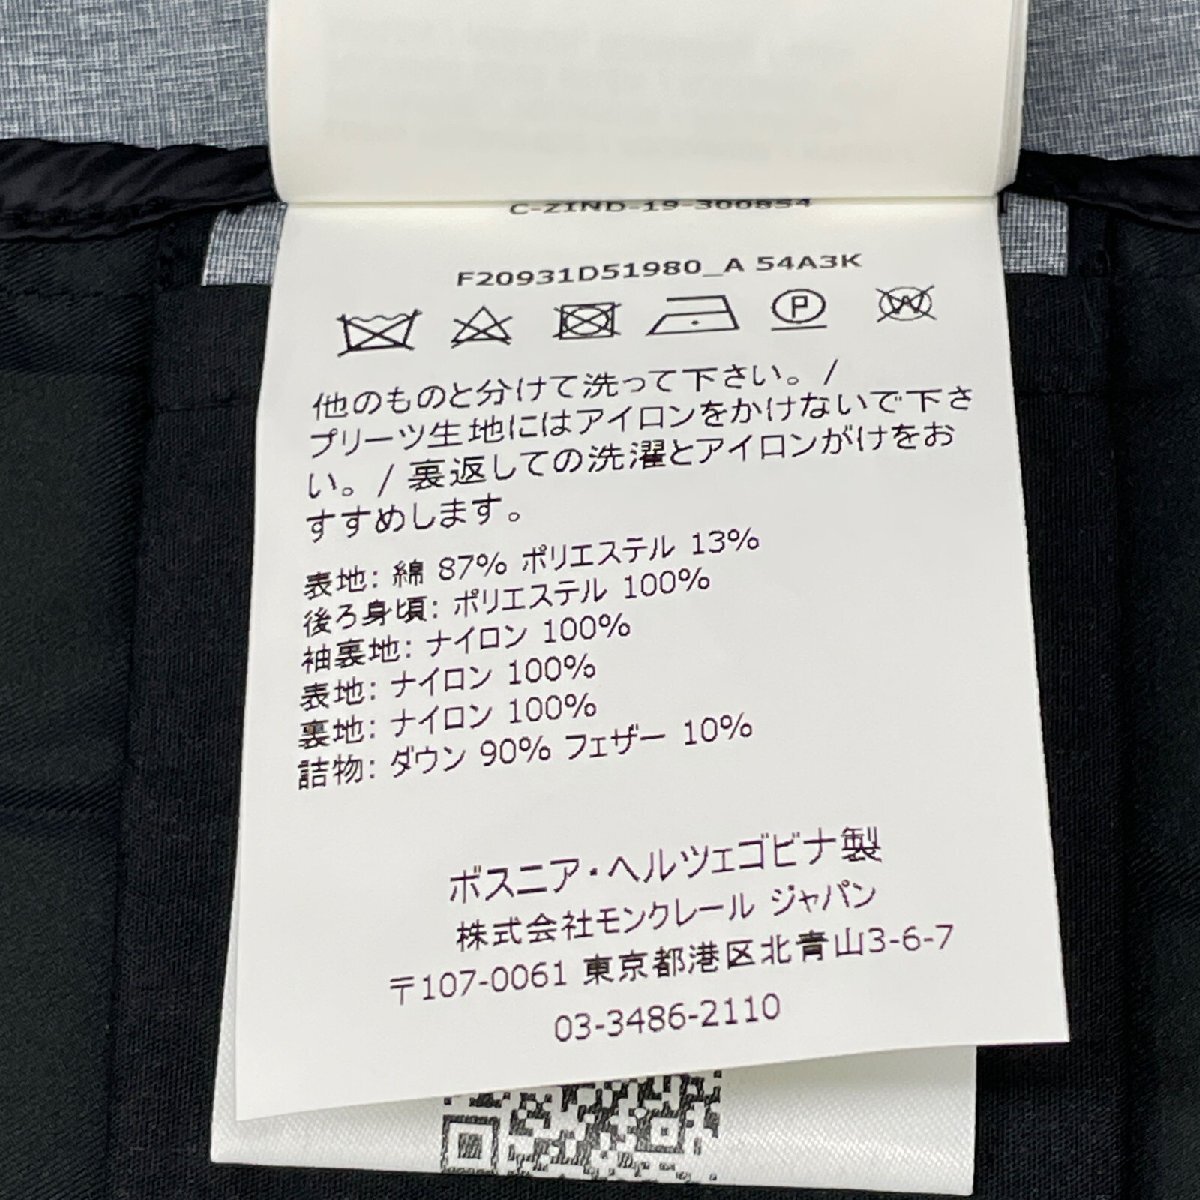 C-ZIND-19-300854
F20931D51980_A 54A3K
P W
他のものと分けて洗って下さい。/
プリーツ生地にはアイロンをかけないで下さ
い。/ 裏返しての洗濯とアイロンがけをお
すすめします。
表地: 綿 87% ポリエステル 13%
後ろ身頃: ポリエステル 100%
袖裏地: ナイロン 100%
表地: ナイロン 100%
裏地: ナイロン 100%
詰物: ダウン 90% フェザー 10%
ボスニア・ヘルツェゴビナ製
株式会社モンクレール ジャパン
〒107-0061 東京都港区北青山3-6-7
03-3486-2110